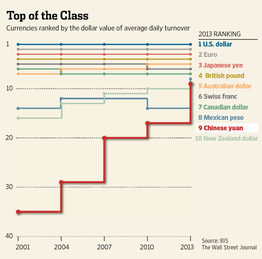 Top of the Class
Currencies ranked by the dollar value of average daily turnover
2013 RANKING
1 U.S. dollar
2 Euro
3 Japanese yen
4 British pound
5 Australian dollar
6 Swiss franc
7 Canadian dollar
8 Mexican peso
9 Chinese yuan
10 New Zealand dollar
1
10
20
30
40
2001
2004
2007
2010
2013
Source: BIS
The Wall Street Journal